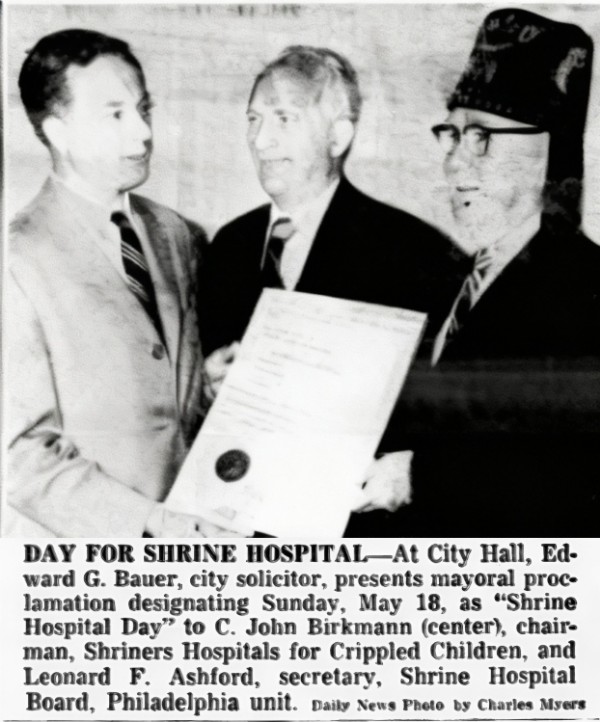 DAY FOR SHRINE HOSPITAL—At City Hall, Ed-
ward G. Bauer, city solicitor, presents mayoral proc-
lamation designating Sunday, May 18, as “Shrine
Hospital Day” to C. John Birkmann (center), chair-
man, Shriners Hospitals for Crippled Children, and
Leonard F. Ashford, secretary, Shrine Hospital
Board, Philadelphia unit. Daily News Photo by Charles Myers